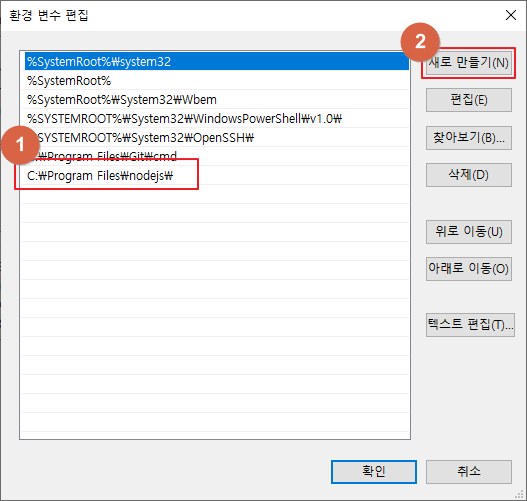 환경 변수 편집
%SystemRoot%₩system32
%SystemRoot%
%SystemRoot%₩System32₩Wbem
%SYSTEMROOT%₩System32₩WindowsPowerShell₩v1.0₩
%SYSTEMROOT%₩System32₩OpenSSH₩
₩Program Files₩Git₩cmd
C:₩Program Files₩nodejs₩
1
2
새로 만들기(N)
편집(E)
찾아보기(B)...
삭제(D)
위로 이동(U)
아래로 이동(O)
텍스트 편집(T)...
확인
취소